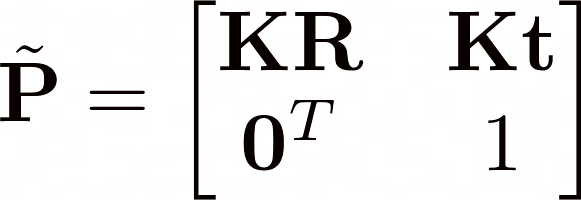 P̃ = [ KR  Kt
0ᵀ  1 ]